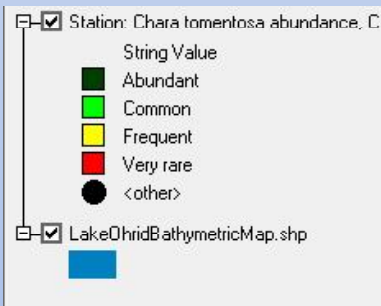 Station: Chara tomentosa abundance, C
String Value
Abundant
Common
Frequent
Very rare
<other>
LakeOhridBathymetricMap.shp